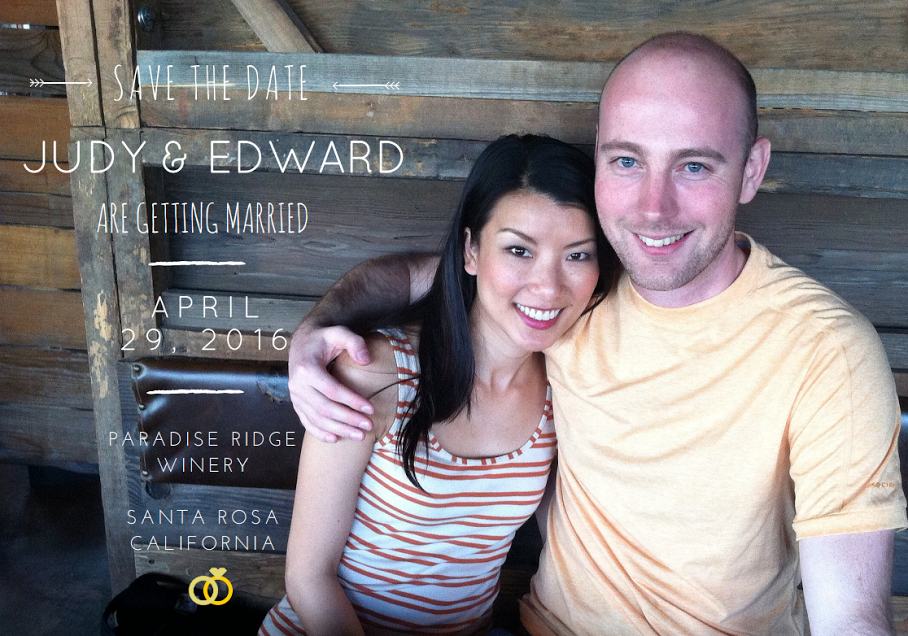 SAVE THE DATE
JUDY & EDWARD
ARE GETTING MARRIED
APRIL
29, 2016
PARADISE RIDGE
WINERY
SANTA ROSA
CALIFORNIA